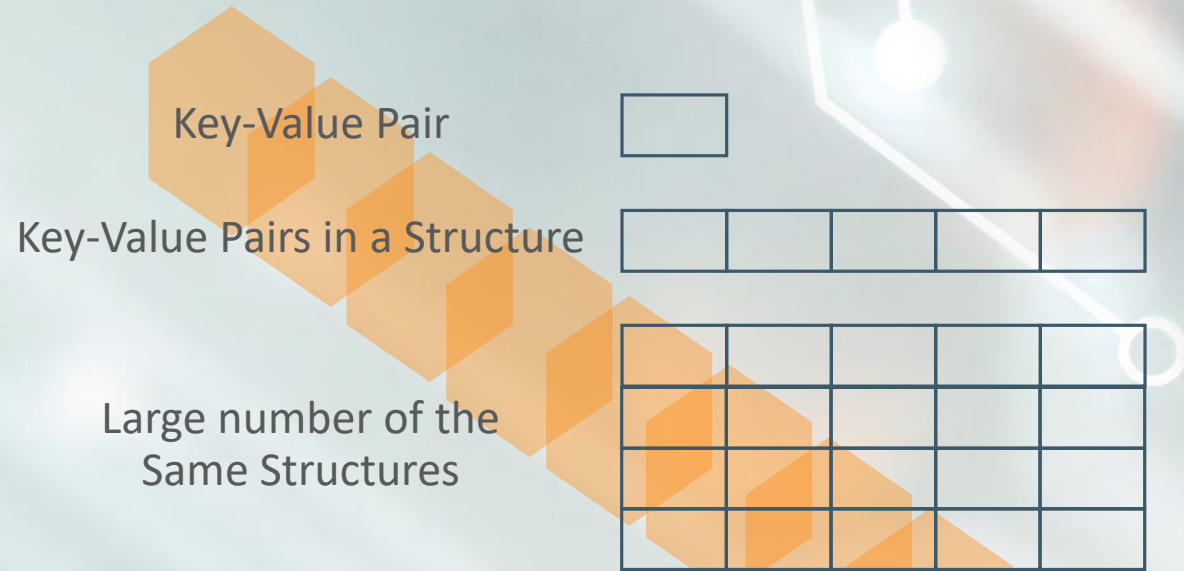 Key-Value Pair
Key-Value Pairs in a Structure
Large number of the
Same Structures